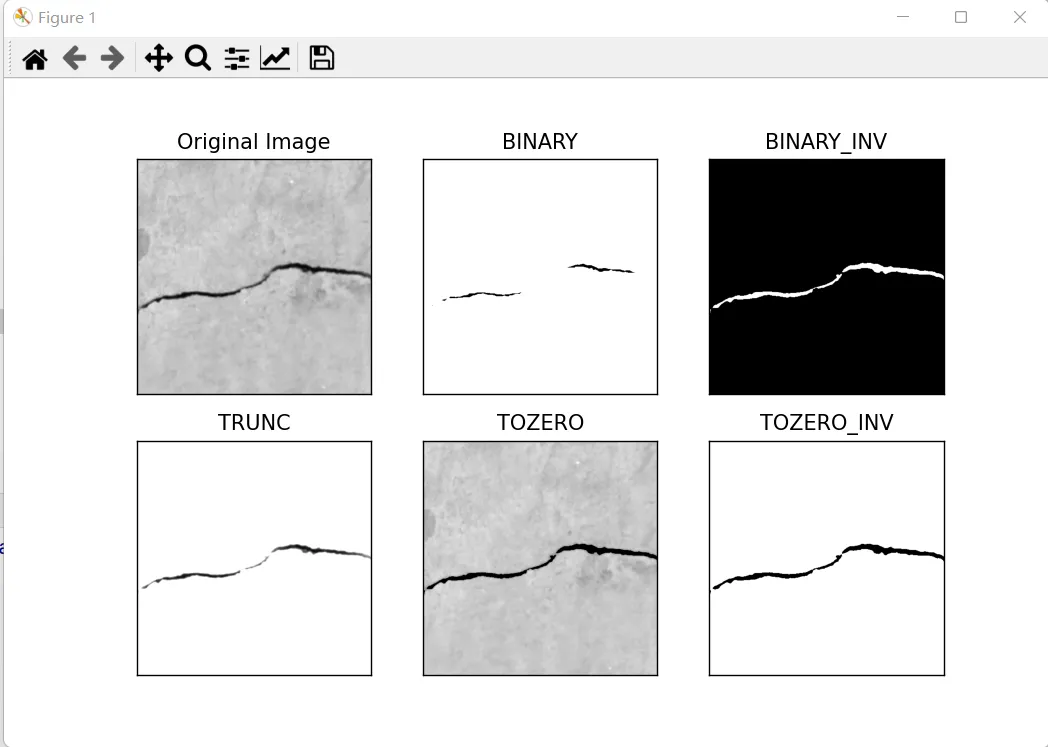 Figure 1
Original Image
BINARY
BINARY_INV
TRUNC
TOZERO
TOZERO_INV